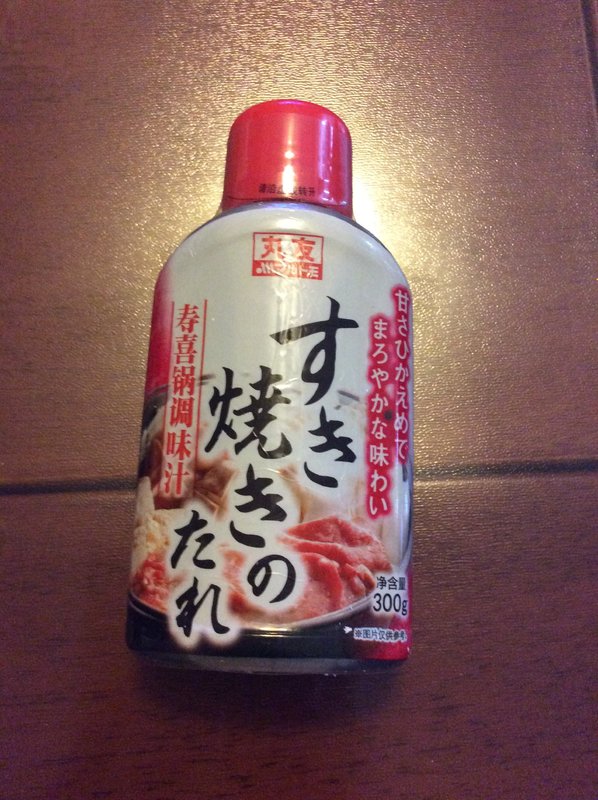 すき
焼きの
たれ
甘さひかえめで
まろやかな味わい
寿喜锅调味汁
净含量
300g
※图片仅供参考